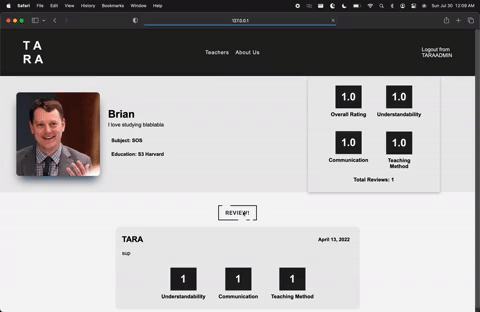 Safari File Edit View History Bookmarks Window Help
Sun Jul 30 12:09 AM
127.0.0.1
TA
RA
Teachers About Us
Logout from
TARAADMIN
Brian
I love studying blablabla
Subject: SOS
Education: S3 Harvard
1.0 1.0
Overall Rating Understandability
1.0 1.0
Communication Teaching
Method
Total Reviews: 1
REVIEW!
TARA April 13, 2022
sup
1 1 1
Understandability Communication Teaching Method